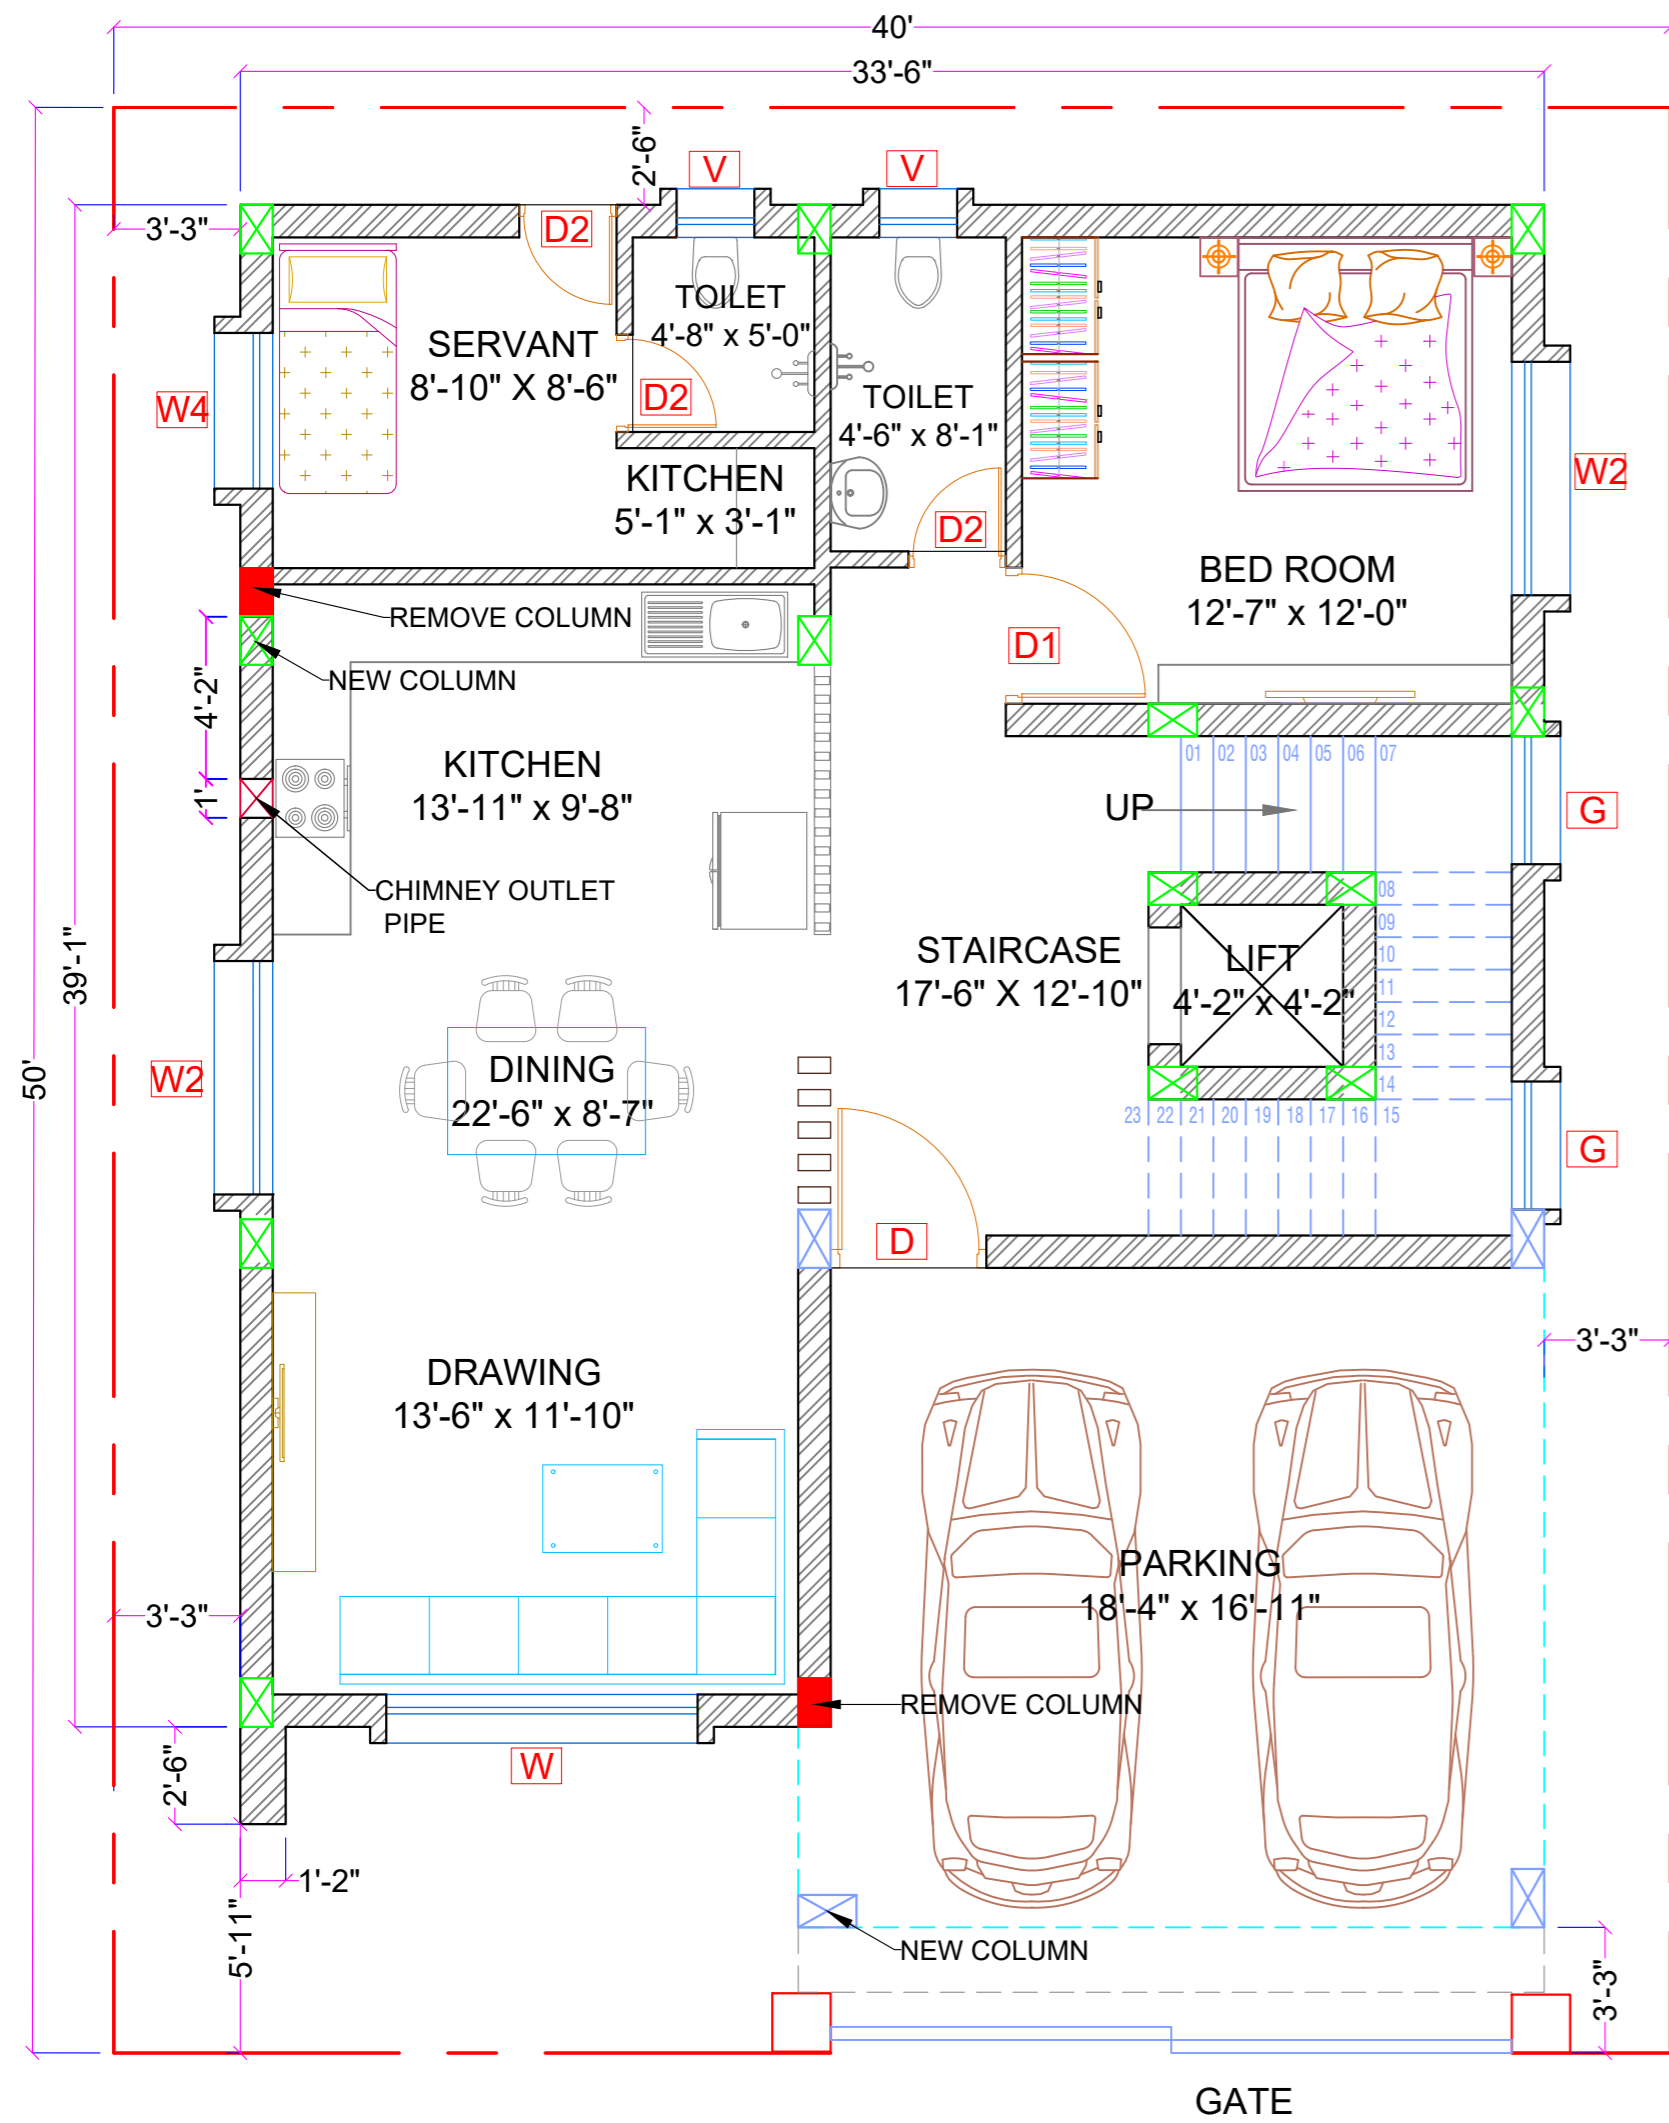 40'
33'-6"
2'-6"
V
V
3'-3"
D2
TOILET
4'-8" x 5'-0"
SERVANT
8'-10" X 8'-6"
W4
D2
TOILET
4'-6" x 8'-1"
W2
KITCHEN
5'-1" x 3'-1"
D2
BED ROOM
12'-7" x 12'-0"
REMOVE COLUMN
D1
NEW COLUMN
4'-2"
01 02 03 04 05 06 07
KITCHEN
13'-11" x 9'-8"
1'
UP
G
CHIMNEY OUTLET
PIPE
08
09
10
11
12
13
14
39'-1"
STAIRCASE
17'-6" X 12'-10"
LIFT
4'-2" x 4'-2"
50'
W2
DINING
22'-6" x 8'-7"
23 22 21 20 19 18 17 16 15
G
D
3'-3"
DRAWING
13'-6" x 11'-10"
PARKING
18'-4" x 16'-11"
3'-3"
REMOVE COLUMN
W
2'-6"
1'-2"
5'-11"
NEW COLUMN
3'-3"
GATE